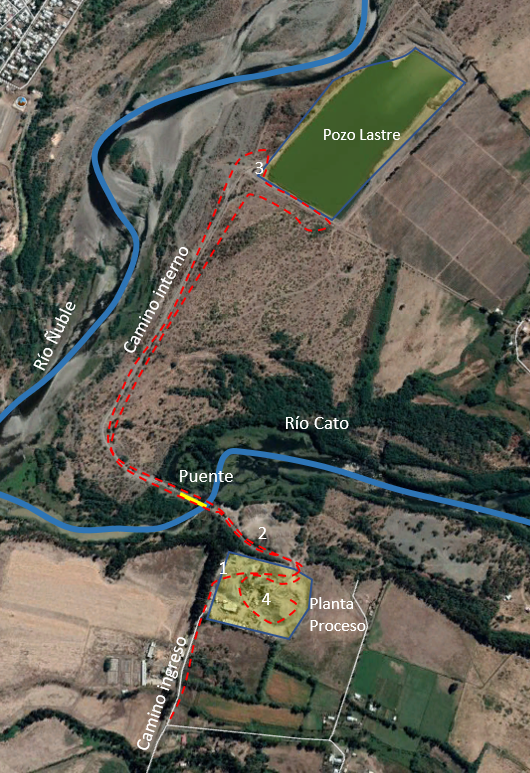 Pozo Lastre
3
Camino interno
Río Ñuble
Río Cato
Puente
2
1
4
Planta
Proceso
Camino ingreso